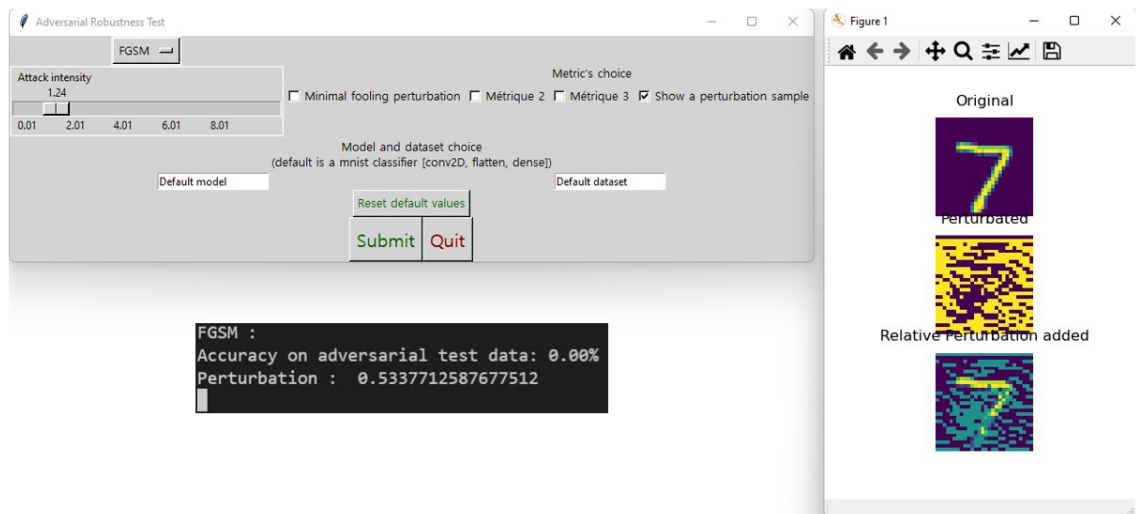 Adversarial Robustness Test
FGSM
Attack intensity
1.24
0.01 2.01 4.01 6.01 8.01
Metric's choice
Minimal fooling perturbation Métrique 2 Métrique 3 Show a perturbation sample
Model and dataset choice
(default is a mnist classifier [conv2D, flatten, dense])
Default model Default dataset
Reset default values
Submit Quit
FGSM :
Accuracy on adversarial test data: 0.00%
Perturbation : 0.5337712587677512
Figure 1
Original
Perturbated
Relative Perturbation added